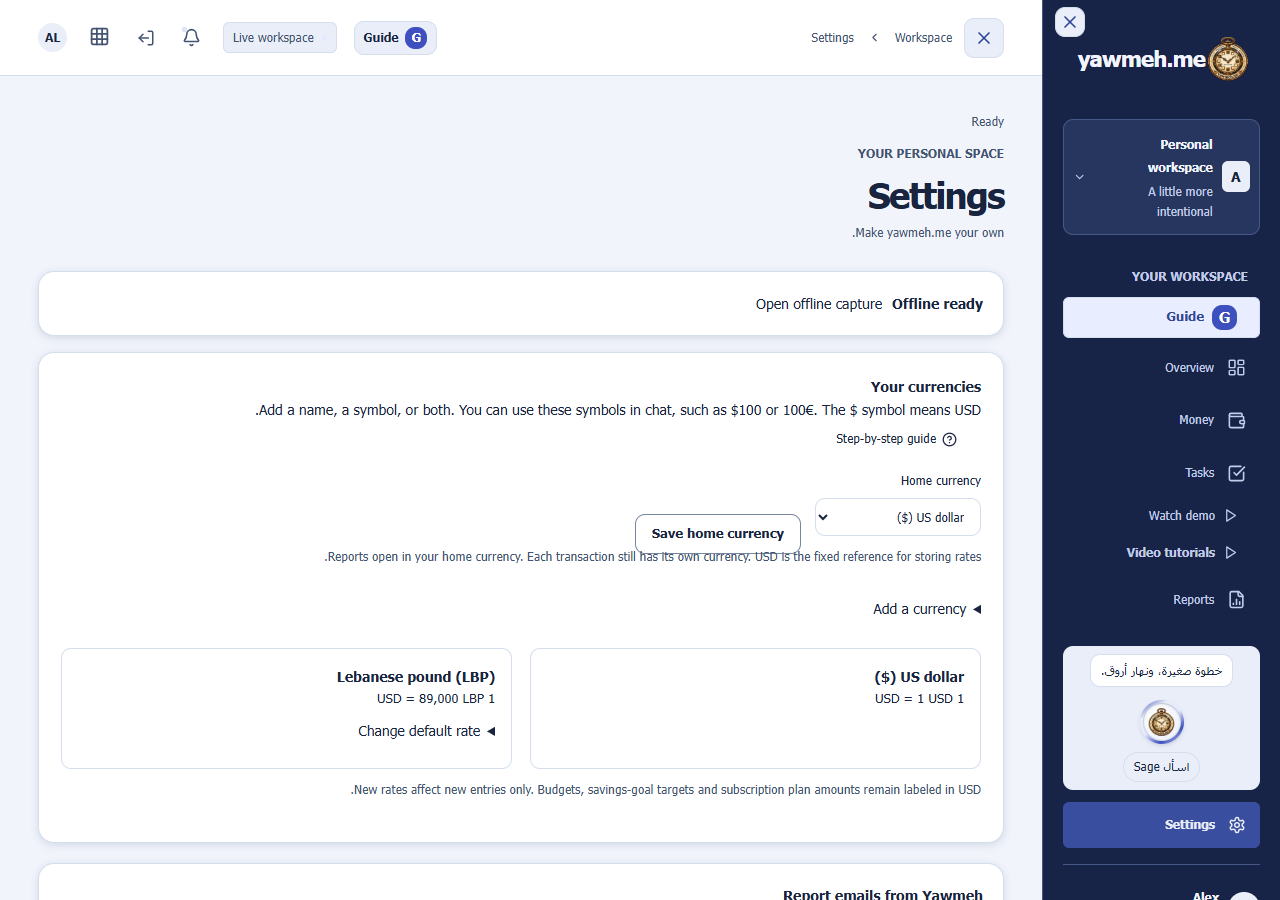 AL
Live workspace
Guide G
Settings
Workspace
yawmeh.me
Personal workspace
A little more intentional
A
YOUR WORKSPACE
Guide G
Overview
Money
Tasks
Watch demo
Video tutorials
Reports
خطوة صغيرة، ونهار أروق.
اسأل Sage
Settings
Alex
Ready
YOUR PERSONAL SPACE
Settings
.Make yawmeh.me your own
Offline ready
Open offline capture
Your currencies
.Add a name, a symbol, or both. You can use these symbols in chat, such as $100 or 100€. The $ symbol means USD
Step-by-step guide
Home currency
($) US dollar
Save home currency
.Reports open in your home currency. Each transaction still has its own currency. USD is the fixed reference for storing rates
Add a currency
($) US dollar
USD = 1 USD 1
Lebanese pound (LBP)
USD = 89,000 LBP 1
Change default rate
.New rates affect new entries only. Budgets, savings-goal targets and subscription plan amounts remain labeled in USD
Report emails from Yawmeh